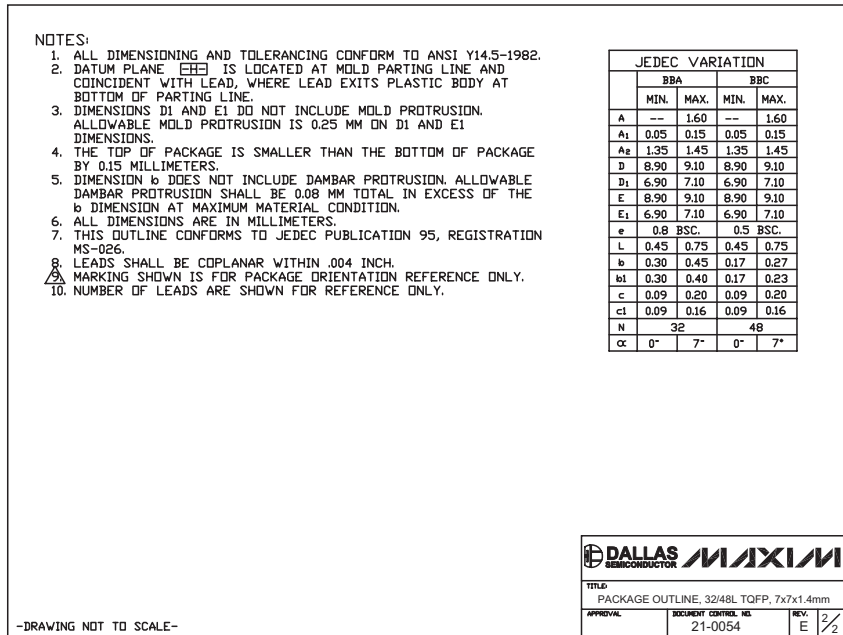 NOTES:
1. ALL DIMENSIONING AND TOLERANCING CONFORM TO ANSI Y14.5-1982.
2. DATUM PLANE -H- IS LOCATED AT MOLD PARTING LINE AND
COINCIDENT WITH LEAD, WHERE LEAD EXITS PLASTIC BODY AT
BOTTOM OF PARTING LINE.
3. DIMENSIONS D1 AND E1 DO NOT INCLUDE MOLD PROTRUSION.
ALLOWABLE MOLD PROTRUSION IS 0.25 MM ON D1 AND E1
DIMENSIONS.
4. THE TOP OF PACKAGE IS SMALLER THAN THE BOTTOM OF PACKAGE
BY 0.15 MILLIMETERS.
5. DIMENSION b DOES NOT INCLUDE DAMBAR PROTRUSION. ALLOWABLE
DAMBAR PROTRUSION SHALL BE 0.08 MM TOTAL IN EXCESS OF THE
b DIMENSION AT MAXIMUM MATERIAL CONDITION.
6. ALL DIMENSIONS ARE IN MILLIMETERS.
7. THIS OUTLINE CONFORMS TO JEDEC PUBLICATION 95, REGISTRATION
MS-026.
8. LEADS SHALL BE COPLANAR WITHIN .004 INCH.
9. MARKING SHOWN IS FOR PACKAGE ORIENTATION REFERENCE ONLY.
10. NUMBER OF LEADS ARE SHOWN FOR REFERENCE ONLY.
JEDEC VARIATION
BBA BBC
MIN. MAX. MIN. MAX.
A -- 1.60 -- 1.60
A1 0.05 0.15 0.05 0.15
A2 1.35 1.45 1.35 1.45
D 8.90 9.10 8.90 9.10
D1 6.90 7.10 6.90 7.10
E 8.90 9.10 8.90 9.10
E1 6.90 7.10 6.90 7.10
e 0.8 BSC. 0.5 BSC.
L 0.45 0.75 0.45 0.75
b 0.30 0.45 0.17 0.27
b1 0.30 0.40 0.17 0.23
c 0.09 0.20 0.09 0.20
c1 0.09 0.16 0.09 0.16
N 32 48
α 0° 7° 0° 7°
DALLAS SEMICONDUCTOR MAXIM
TITLE:
PACKAGE OUTLINE, 32/48L TQFP, 7x7x1.4mm
APPROVAL DOCUMENT CONTROL NO. REV.
21-0054 E 2/2
-DRAWING NOT TO SCALE-